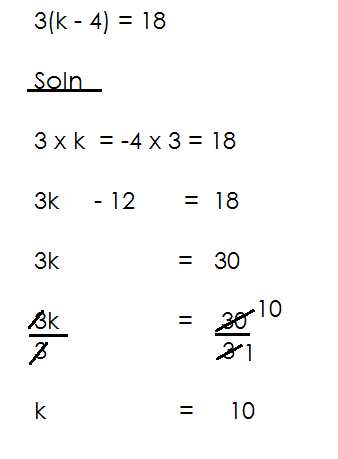 3(k - 4) = 18
Soln
3 x k = -4 x 3 = 18
3k - 12 = 18
3k = 30
3k = 30 10
3 3 1
k = 10